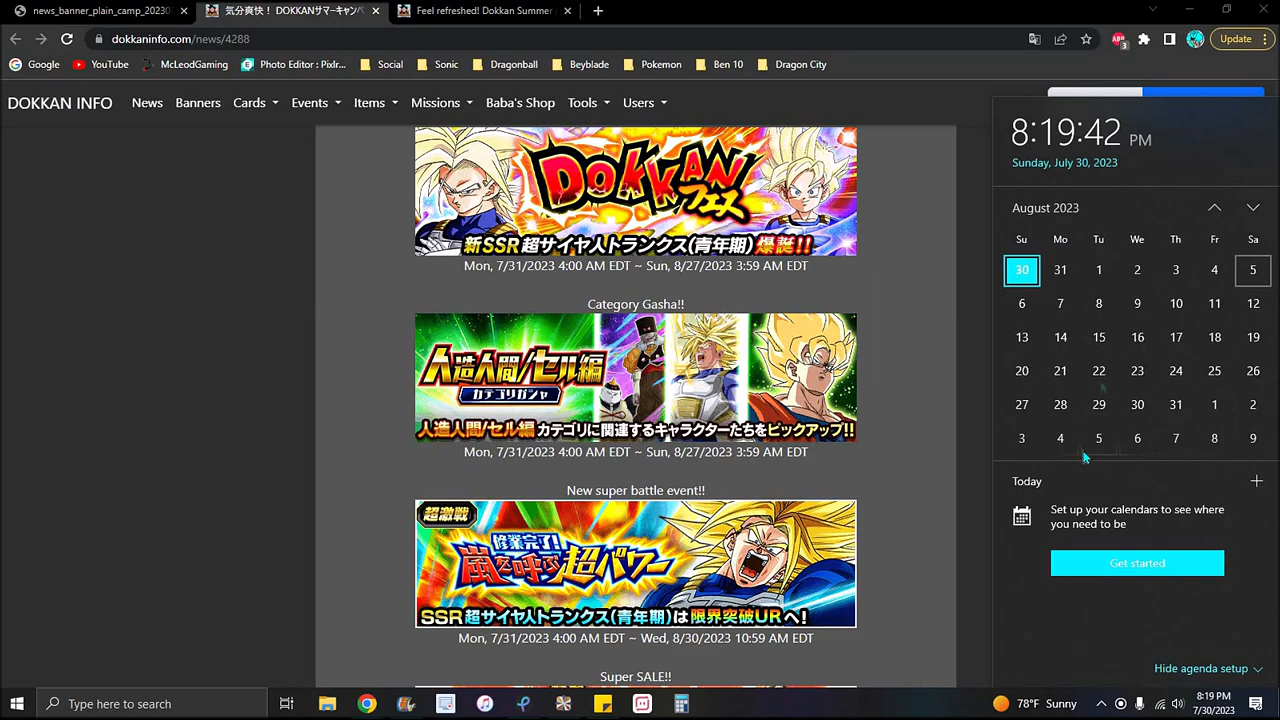 news_banner_plain_camp_20230
気分爽快！ DOKKANサマーキャンペ
Feel refreshed! Dokkan Summer
dokkaninfo.com/news/4288
ABP
3
Update
Google
YouTube
McLeodGaming
Photo Editor : Pixlr...
Social
Sonic
Dragonball
Beyblade
Pokemon
Ben 10
Dragon City
DOKKAN INFO
News
Banners
Cards
Events
Items
Missions
Baba's Shop
Tools
Users
DOKKAN
フェス
新SSR超サイヤ人トランクス(青年期)爆誕!!
Mon, 7/31/2023 4:00 AM EDT ~ Sun, 8/27/2023 3:59 AM EDT
Category Gasha!!
人造人間/セル編
カテゴリガシャ
人造人間/セル編 カテゴリに関連するキャラクターたちをピックアップ!!
Mon, 7/31/2023 4:00 AM EDT ~ Sun, 8/27/2023 3:59 AM EDT
New super battle event!!
超激戦
修業完了!
嵐を呼ぶ超パワー
SSR超サイヤ人トランクス(青年期)は限界突破URへ!
Mon, 7/31/2023 4:00 AM EDT ~ Wed, 8/30/2023 10:59 AM EDT
Super SALE!!
8:19:42 PM
Sunday, July 30, 2023
August 2023
Su Mo Tu We Th Fr Sa
30 31 1 2 3 4 5
6 7 8 9 10 11 12
13 14 15 16 17 18 19
20 21 22 23 24 25 26
27 28 29 30 31 1 2
3 4 5 6 7 8 9
Today
Set up your calendars to see where
you need to be
Get started
Hide agenda setup
Type here to search
78°F Sunny
8:19 PM
7/30/2023